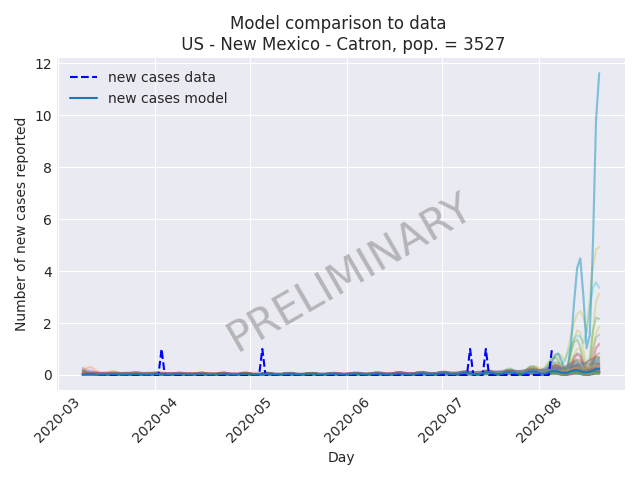 Model comparison to data
US - New Mexico - Catron, pop. = 3527
12
10
8
6
4
2
0
Number of new cases reported
new cases data
new cases model
PRELIMINARY
2020-03
2020-04
2020-05
2020-06
2020-07
2020-08
Day